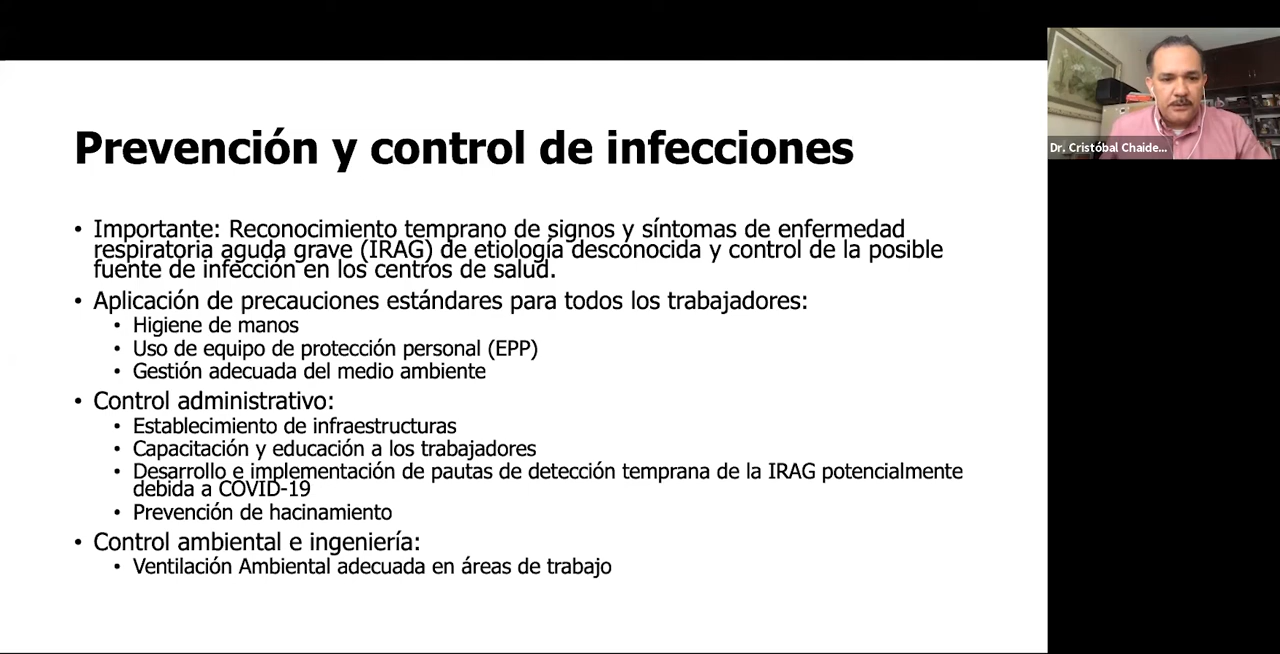 Prevención y control de infecciones
• Importante: Reconocimiento temprano de signos y síntomas de enfermedad
respiratoria aguda grave (IRAG) de etiología desconocida y control de la posible
fuente de infección en los centros de salud.
• Aplicación de precauciones estándares para todos los trabajadores:
• Higiene de manos
• Uso de equipo de protección personal (EPP)
• Gestión adecuada del medio ambiente
• Control administrativo:
• Establecimiento de infraestructuras
• Capacitación y educación a los trabajadores
• Desarrollo e implementación de pautas de detección temprana de la IRAG potencialmente
debida a COVID-19
• Prevención de hacinamiento
• Control ambiental e ingeniería:
• Ventilación Ambiental adecuada en áreas de trabajo
Dr. Cristóbal Chaide...